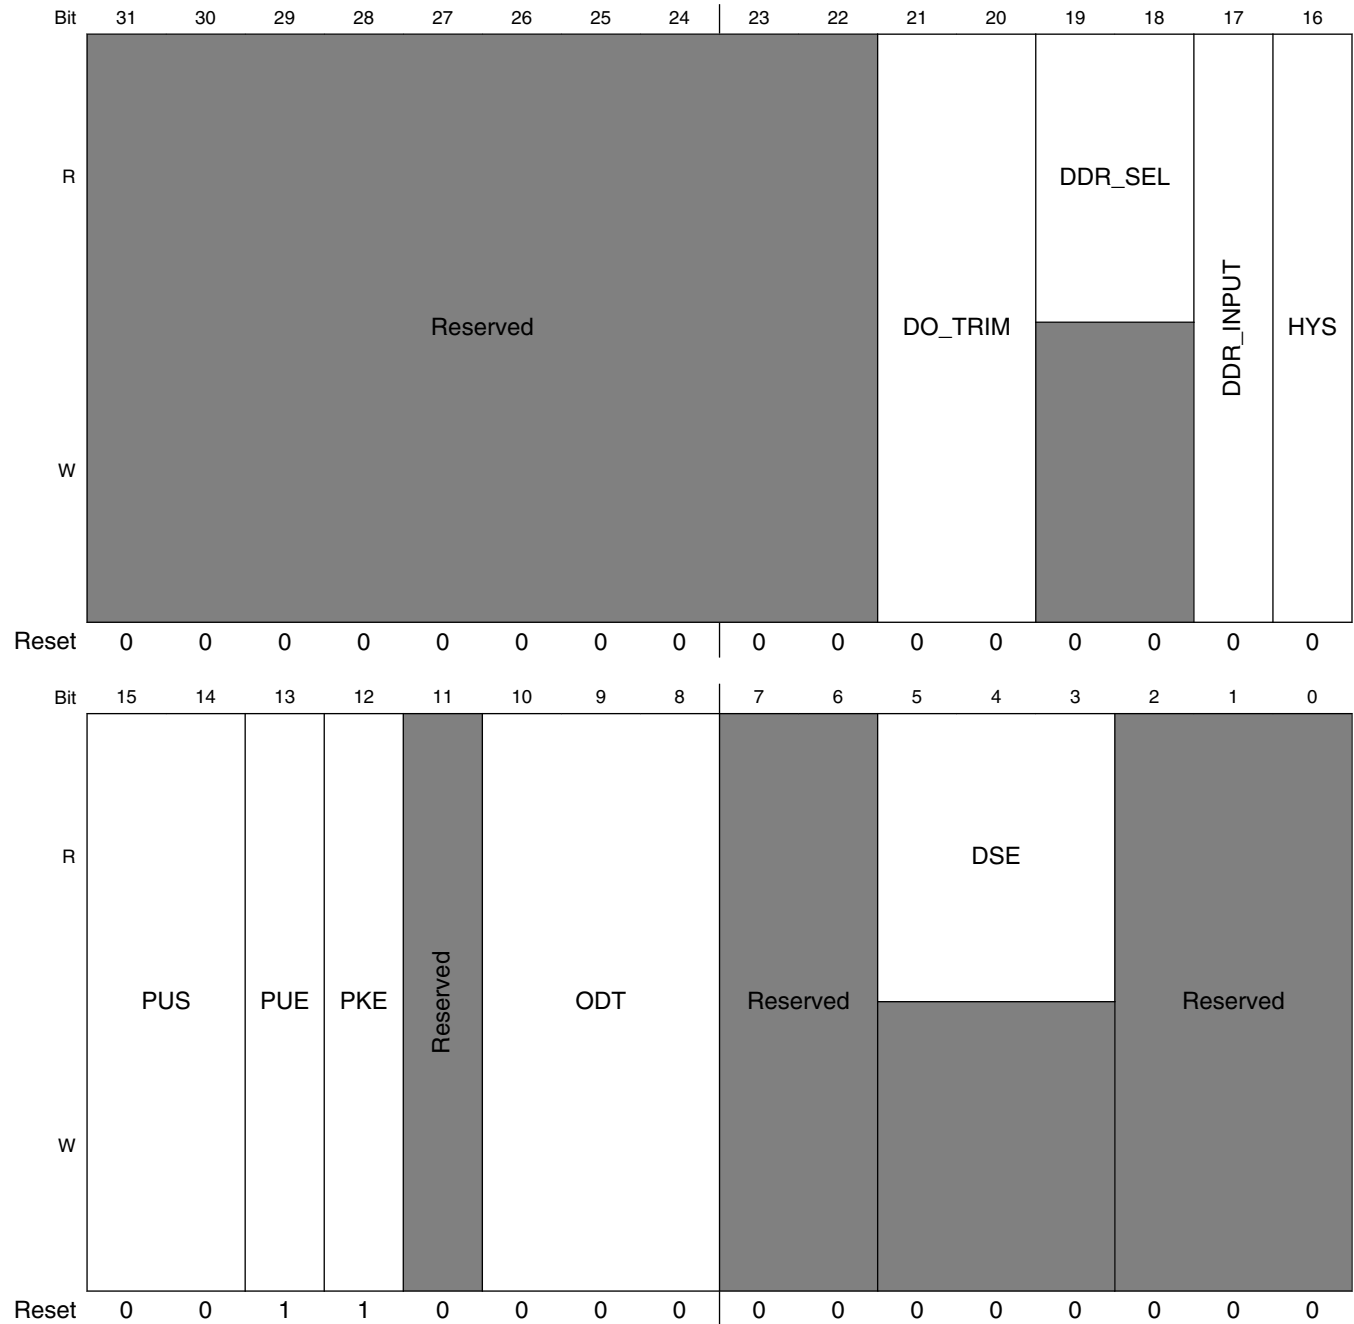 Bit 31 30 29 28 27 26 25 24 23 22 21 20 19 18 17 16
R DDR_SEL
Reserved DO_TRIM DDR_INPUT HYS
W
Reset 0 0 0 0 0 0 0 0 0 0 0 0 0 0 0 0
Bit 15 14 13 12 11 10 9 8 7 6 5 4 3 2 1 0
R DSE
PUS PUE PKE Reserved ODT Reserved Reserved
W
Reset 0 0 1 1 0 0 0 0 0 0 0 0 0 0 0 0